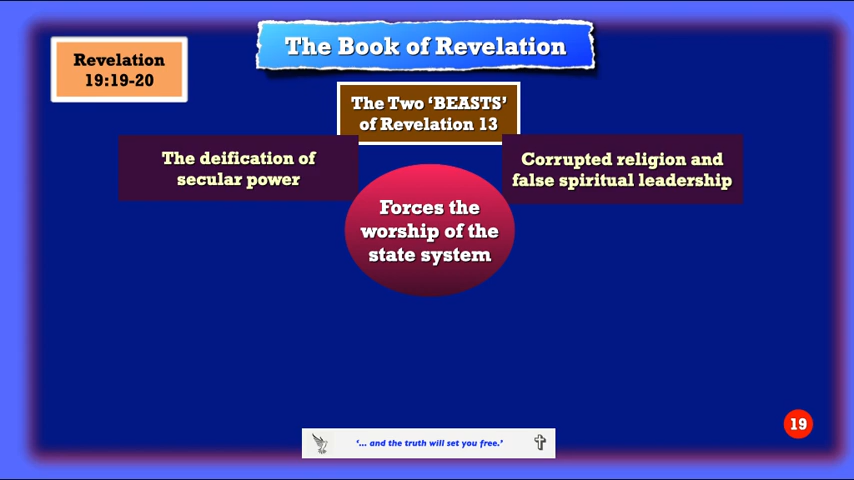 The Book of Revelation
Revelation
19:19-20
The Two ‘BEASTS’
of Revelation 13
The deification of
secular power
Corrupted religion and
false spiritual leadership
Forces the
worship of the
state system
19
‘... and the truth will set you free.’